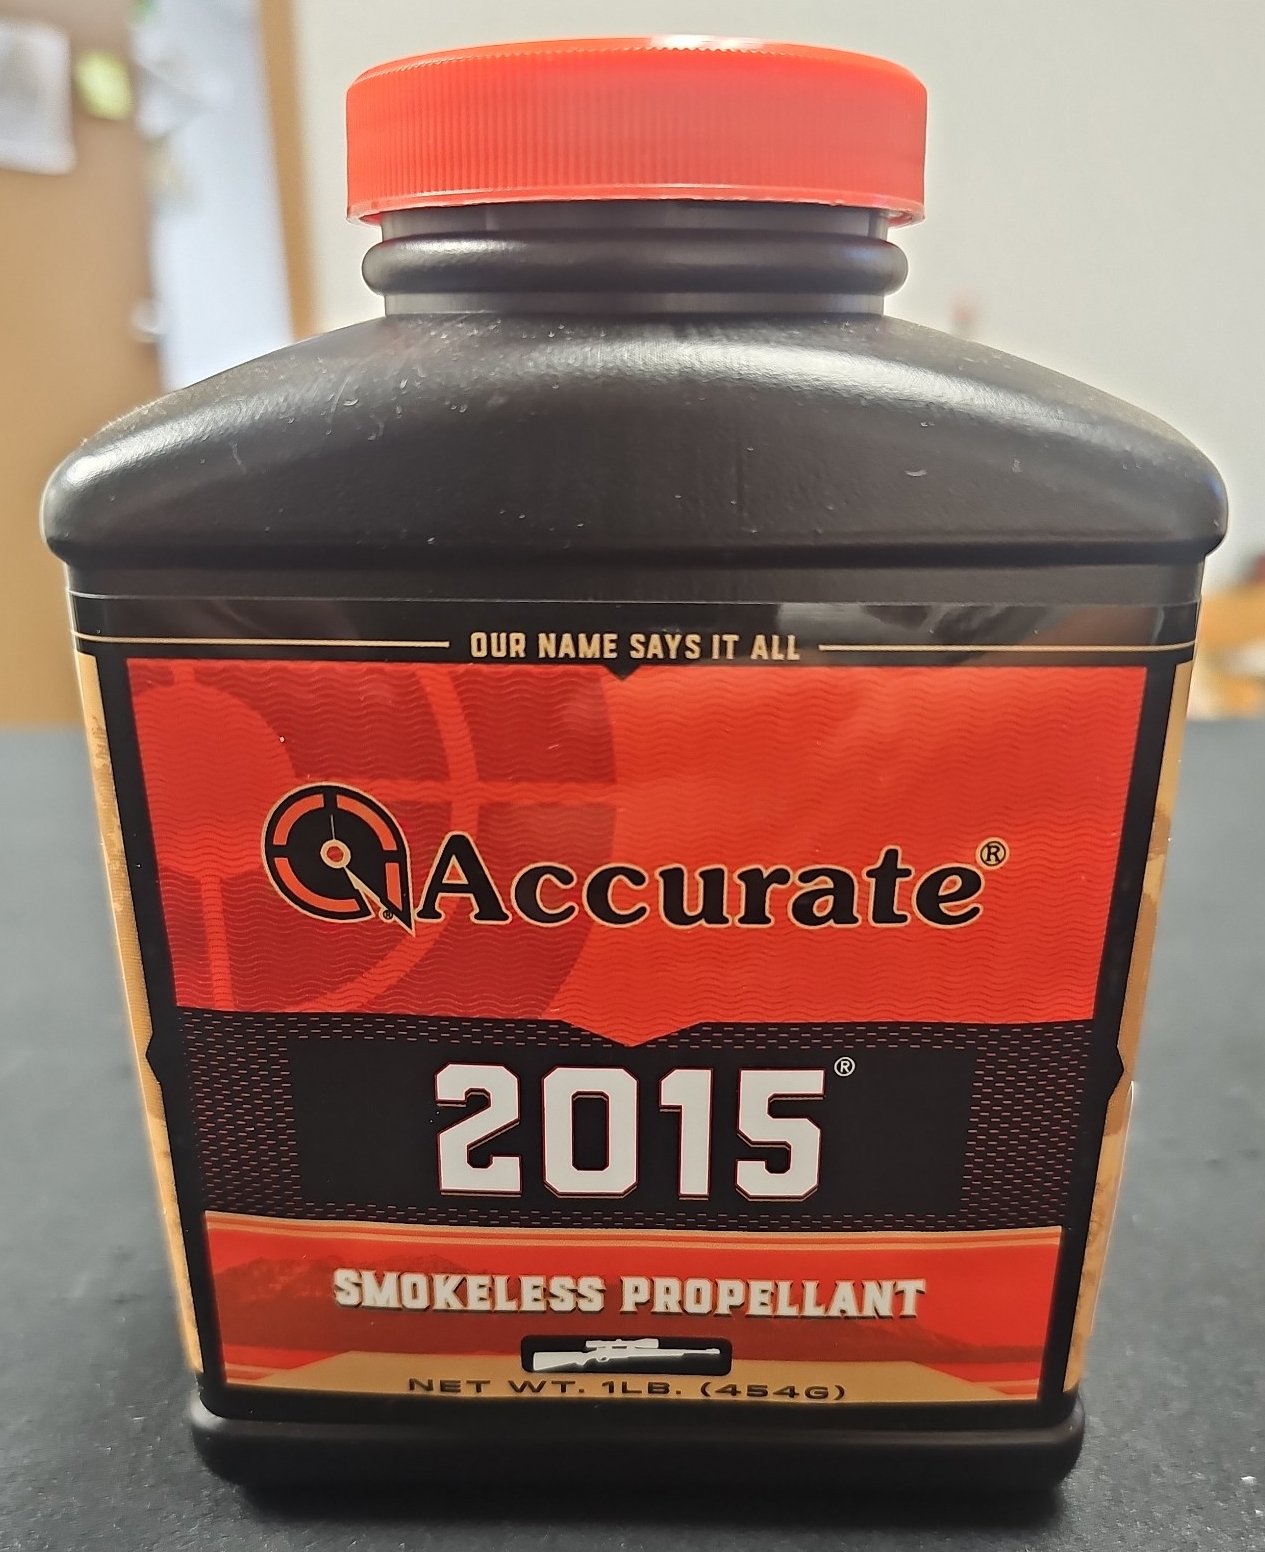 OUR NAME SAYS IT ALL
Accurate®
2015®
SMOKELESS PROPELLANT
NET WT. 1LB. (454G)